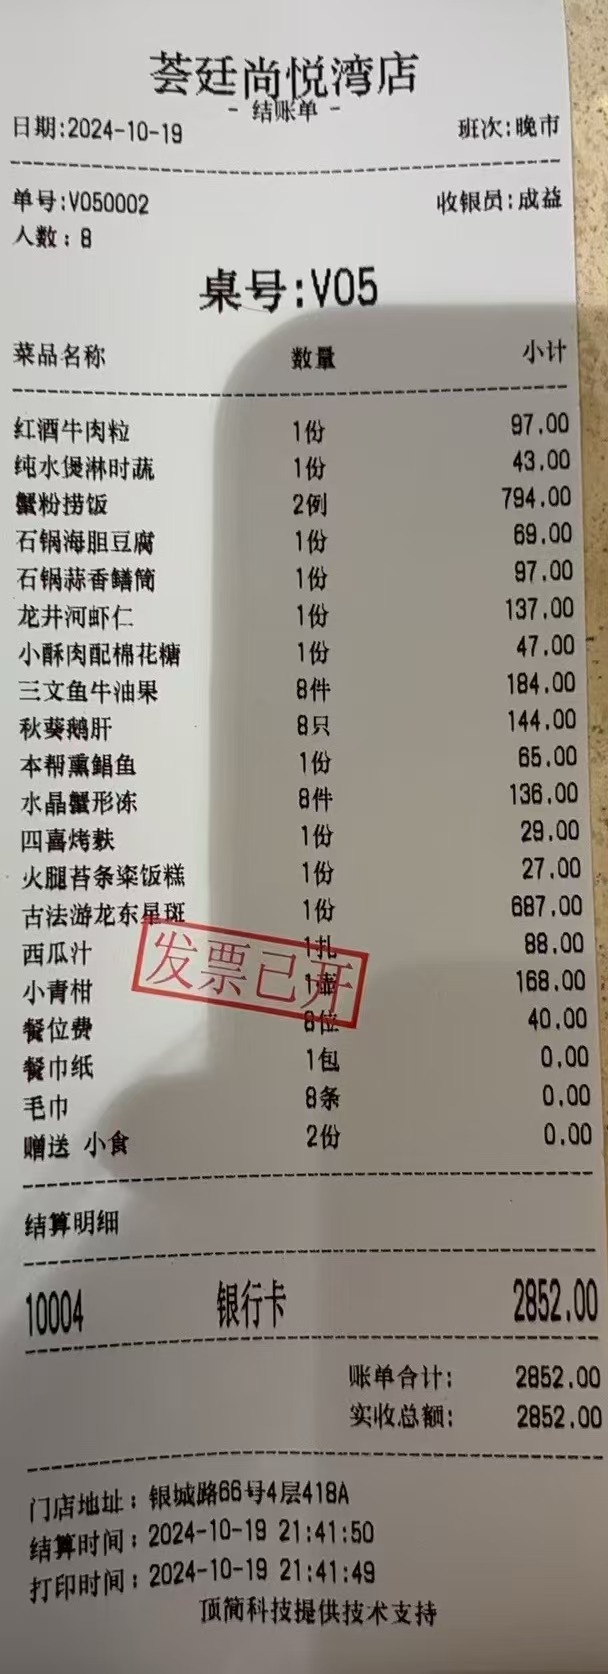 荟廷尚悦湾店
- 结账单 -
日期:2024-10-19 班次:晚市
单号:V050002 收银员:成益
人数：8
桌号:V05
菜品名称 数量 小计
红酒牛肉粒 1份 97.00
纯水煲淋时蔬 1份 43.00
蟹粉捞饭 2例 794.00
石锅海胆豆腐 1份 69.00
石锅蒜香鳝筒 1份 97.00
龙井河虾仁 1份 137.00
小酥肉配棉花糖 1份 47.00
三文鱼牛油果 8件 184.00
秋葵鹅肝 8只 144.00
本帮熏鲳鱼 1份 65.00
水晶蟹形冻 8件 136.00
四喜烤麸 1份 29.00
火腿苔条粢饭糕 1份 27.00
古法游龙东星斑 1份 687.00
西瓜汁 1扎 88.00
发票已开
小青柑 1壶 168.00
餐位费 8位 40.00
餐巾纸 1包 0.00
毛巾 8条 0.00
赠送 小食 2份 0.00
结算明细
10004 银行卡 2852.00
账单合计: 2852.00
实收总额: 2852.00
门店地址：银城路66号4层418A
结算时间：2024-10-19 21:41:50
打印时间：2024-10-19 21:41:49
顶简科技提供技术支持